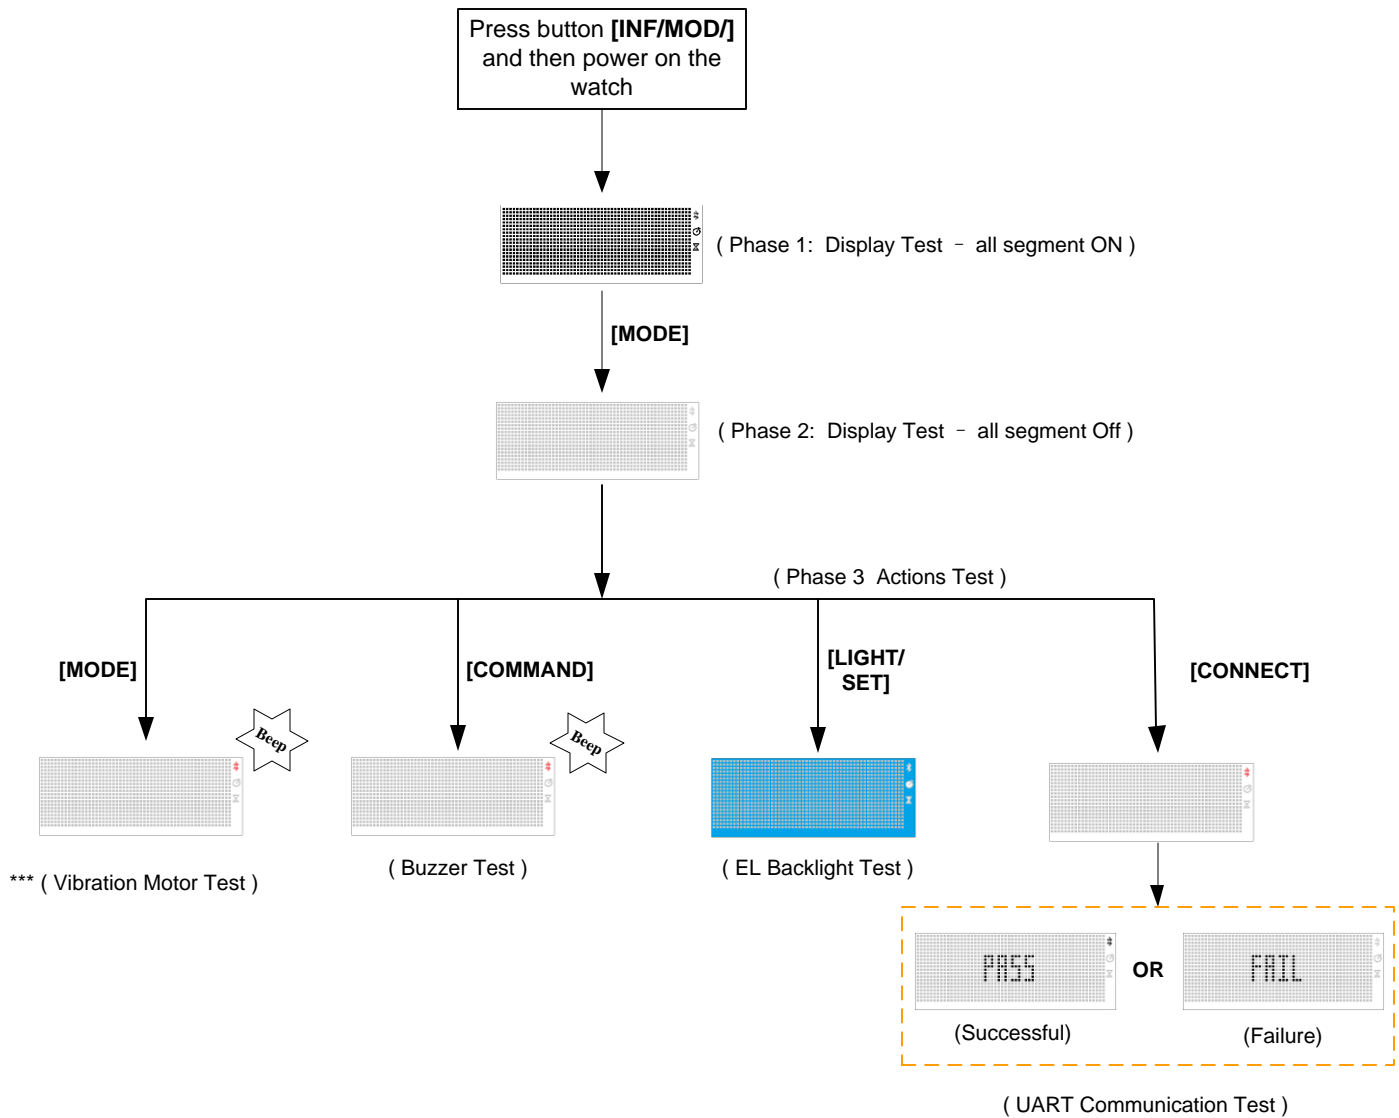 Press button [INF/MOD/]
and then power on the
watch
( Phase 1: Display Test - all segment ON )
[MODE]
( Phase 2: Display Test - all segment Off )
( Phase 3 Actions Test )
[MODE]
[COMMAND]
[LIGHT/
SET]
[CONNECT]
Beep
Beep
*** ( Vibration Motor Test )
( Buzzer Test )
( EL Backlight Test )
PASS
OR
FAIL
(Successful)
(Failure)
( UART Communication Test )